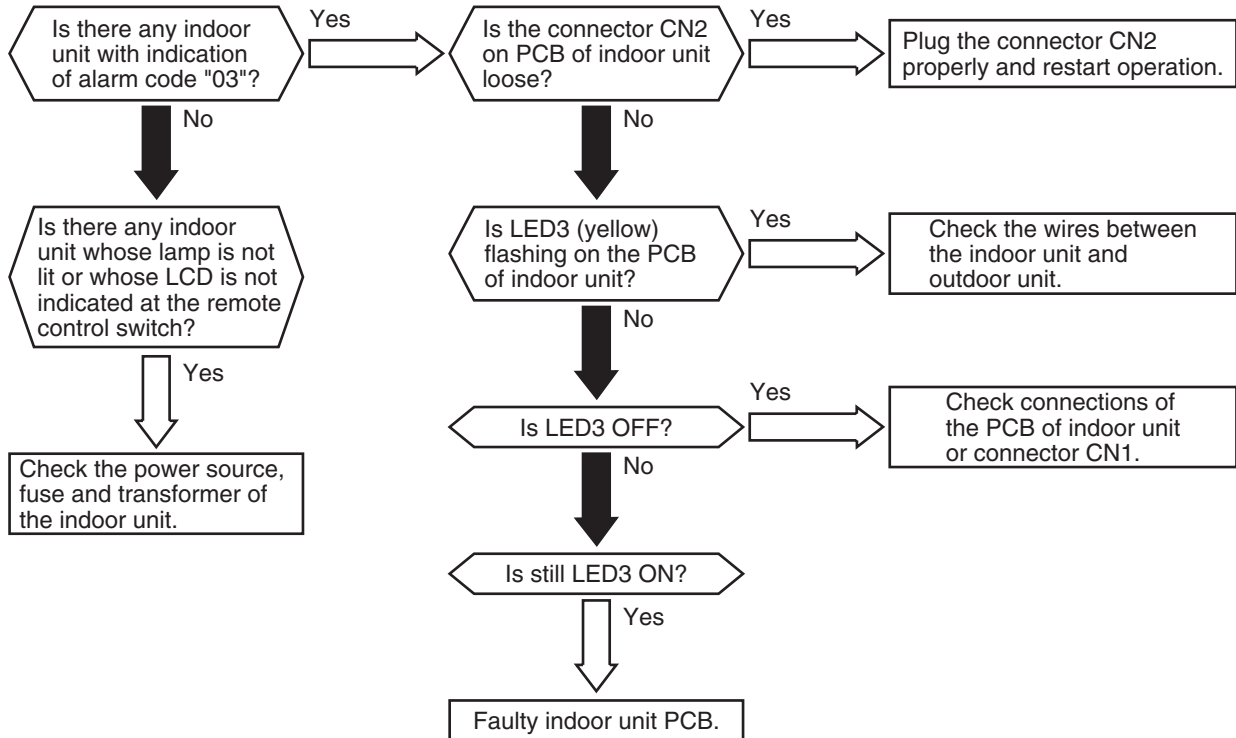 Is there any indoor
unit with indication
of alarm code "03"?
Yes
Is the connector CN2
on PCB of indoor unit
loose?
Yes
Plug the connector CN2
properly and restart operation.
No
No
Is there any indoor
unit whose lamp is not
lit or whose LCD is not
indicated at the remote
control switch?
Is LED3 (yellow)
flashing on the PCB
of indoor unit?
Yes
Check the wires between
the indoor unit and
outdoor unit.
No
Yes
Check the power source,
fuse and transformer of
the indoor unit.
Is LED3 OFF?
Yes
Check connections of
the PCB of indoor unit
or connector CN1.
No
Is still LED3 ON?
Yes
Faulty indoor unit PCB.